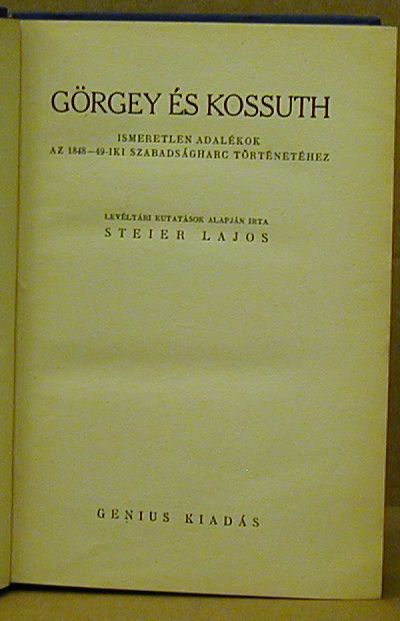 GÖRGEY ÉS KOSSUTH
ISMERETLEN ADALÉKOK
AZ 1848—49-IKI SZABADSÁGHARC TÖRTÉNETÉHEZ
LEVÉLTÁRI KUTATÁSOK ALAPJÁN IRTA
STEIER LAJOS
GENIUS KIADÁS